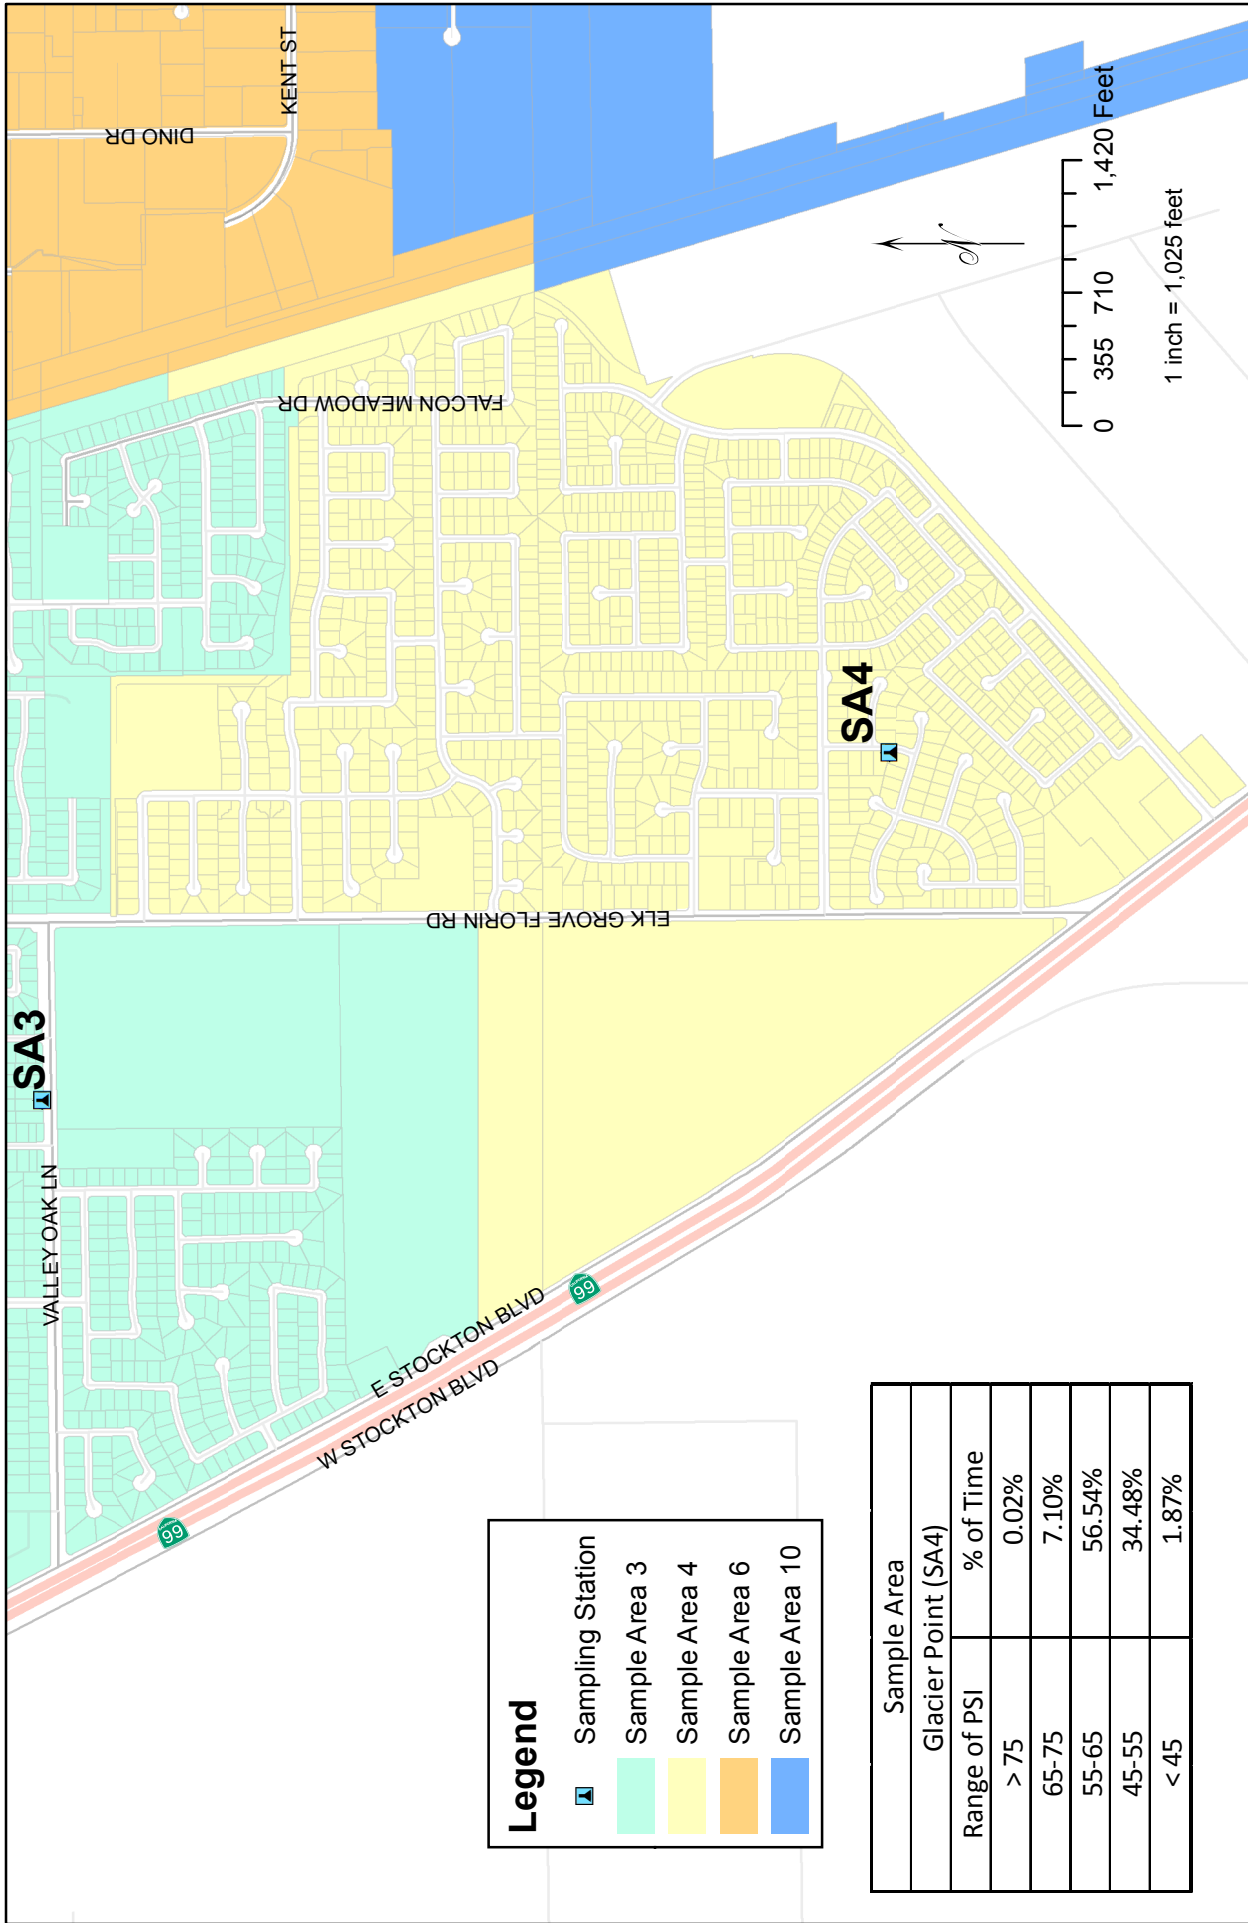 SA3
VALLEY OAK LN
DINO DR
KENT ST
FALCON MEADOW DR
ELK GROVE FLORIN RD
SA4
E STOCKTON BLVD
W STOCKTON BLVD
CALIFORNIA
99
CALIFORNIA
99
N
0 355 710 1,420 Feet
1 inch = 1,025 feet
Legend
Sampling Station
Sample Area 3
Sample Area 4
Sample Area 6
Sample Area 10
Sample Area
Glacier Point (SA4)
Range of PSI % of Time
> 75 0.02%
65-75 7.10%
55-65 56.54%
45-55 34.48%
< 45 1.87%